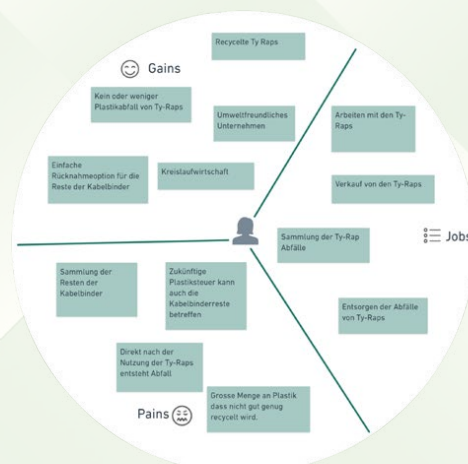 Recycelte Ty Raps
Gains
Kein oder weniger
Plastikabfall von Ty-Raps
Umweltfreundliches
Unternehmen
Einfache
Rücknahmeoption für die
Reste der Kabelbinder
Kreislaufwirtschaft
Arbeiten mit den Ty-
Raps
Verkauf von den Ty-Raps
Sammlung der Ty-Rap
Abfälle
Jobs
Entsorgen der Abfälle
von Ty-Raps
Sammlung der
Resten der
Kabelbinder
Zukünftige
Plastiksteuer kann
auch die
Kabelbinderreste
betreffen
Direkt nach der
Nutzung der Ty-Raps
entsteht Abfall
Pains
Grosse Menge an Plastik
dass nicht gut genug
recycelt wird.